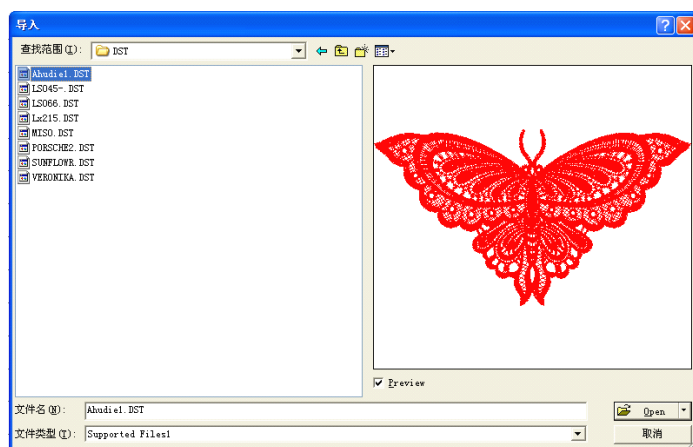 导入
查找范围(I): DST
Ahudie1.DST
LS045-.DST
LS066.DST
Lx215.DST
MISO.DST
PORSCHE2.DST
SUNFLOWR.DST
VERONIKA.DST
Preview
文件名(N): Ahudie1.DST
Open
文件类型(T): Supported Files1
取消